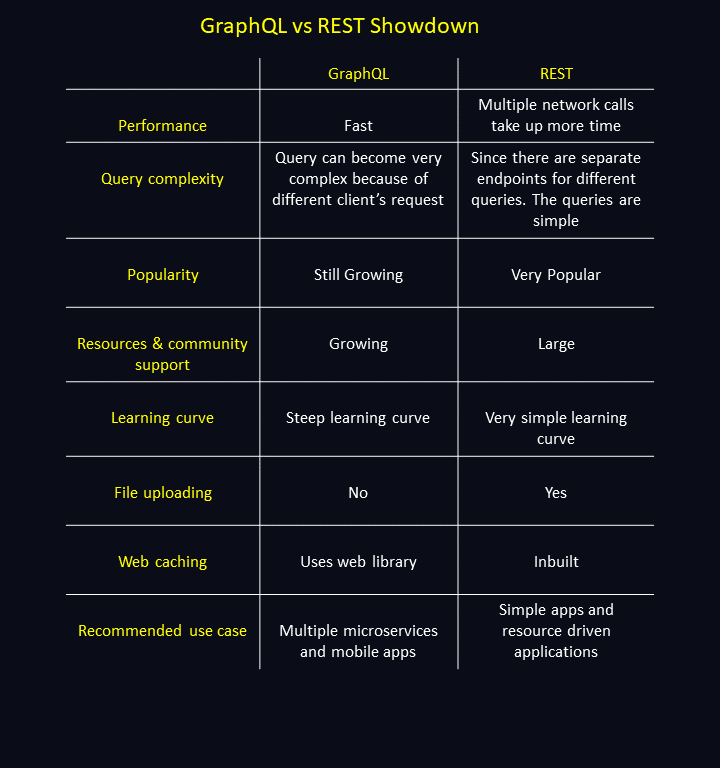 GraphQL vs REST Showdown
GraphQL
REST
Performance
Fast
Multiple network calls
take up more time
Query complexity
Query can become very
complex because of
different client’s request
Since there are separate
endpoints for different
queries. The queries are
simple
Popularity
Still Growing
Very Popular
Resources & community
support
Growing
Large
Learning curve
Steep learning curve
Very simple learning
curve
File uploading
No
Yes
Web caching
Uses web library
Inbuilt
Recommended use case
Multiple microservices
and mobile apps
Simple apps and
resource driven
applications